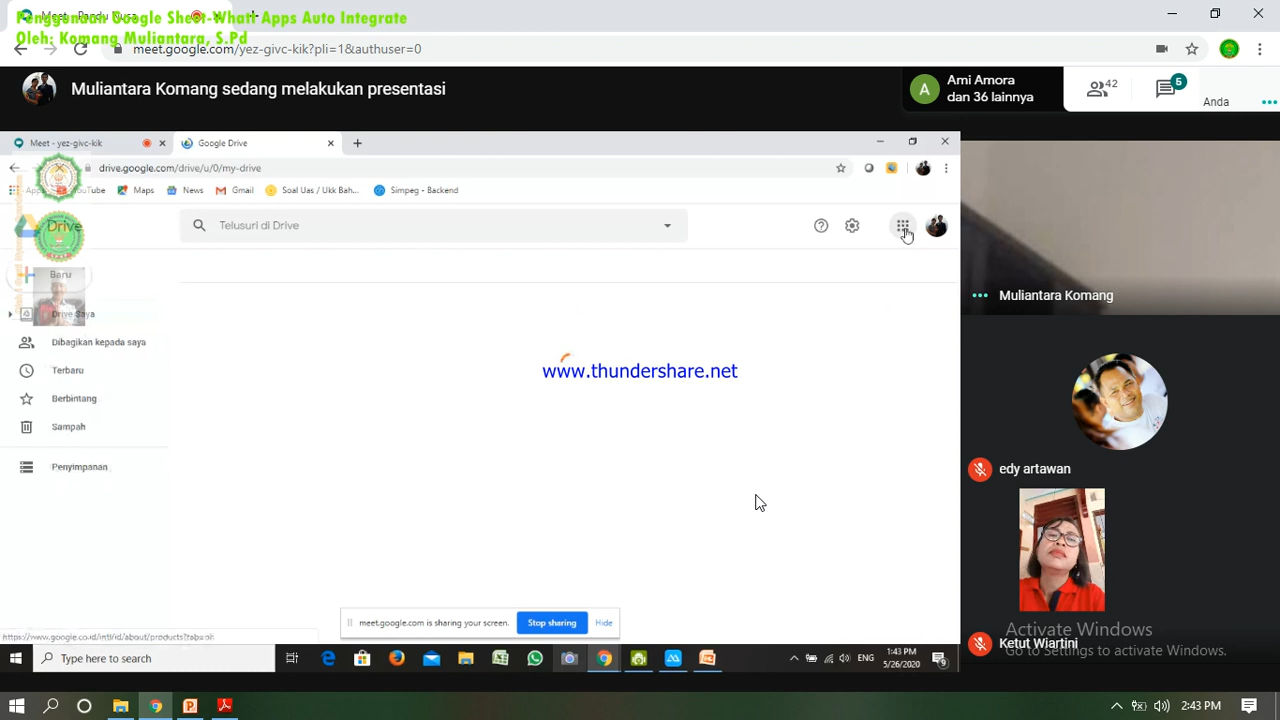 Penggunaan Google Sheet-WhatI Apps Auto Integrate
Oleh: Komang Muliantara, S.Pd
meet.google.com/yez-givc-kik?pli=1&authuser=0
Muliantara Komang sedang melakukan presentasi
A
Ami Amora
dan 36 lainnya
42
5
Anda
Meet - yez-givc-kik
Google Drive
drive.google.com/drive/u/0/my-drive
YouTube
Maps
News
Gmail
Soal Uas / Ukk Bah...
Simpeg - Backend
Drive
Telusuri di Drive
Baru
Drive Saya
Dibagikan kepada saya
Terbaru
Berbintang
Sampah
Penyimpanan
www.thundershare.net
Muliantara Komang
edy artawan
Ketut Wiartini
Activate Windows
Go to Settings to activate Windows.
meet.google.com is sharing your screen.
Stop sharing
Hide
Type here to search
ENG
1:43 PM
5/26/2020
9
2:43 PM